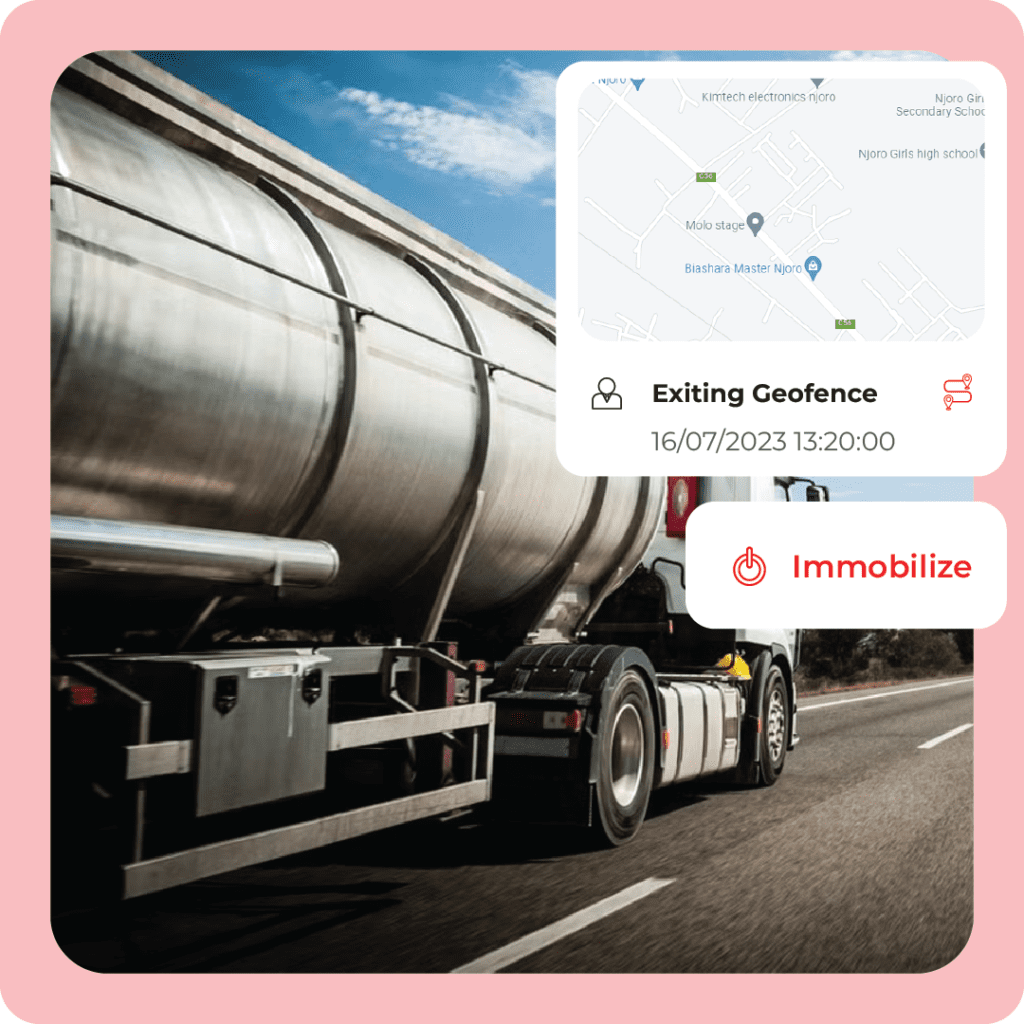 Njoro
Kimtech electronics njoro
Njoro Girl
Secondary Schoo
Njoro Girls high school
C56
Molo stage
Biashara Master Njoro
C56
Exiting Geofence
16/07/2023 13:20:00
Immobilize